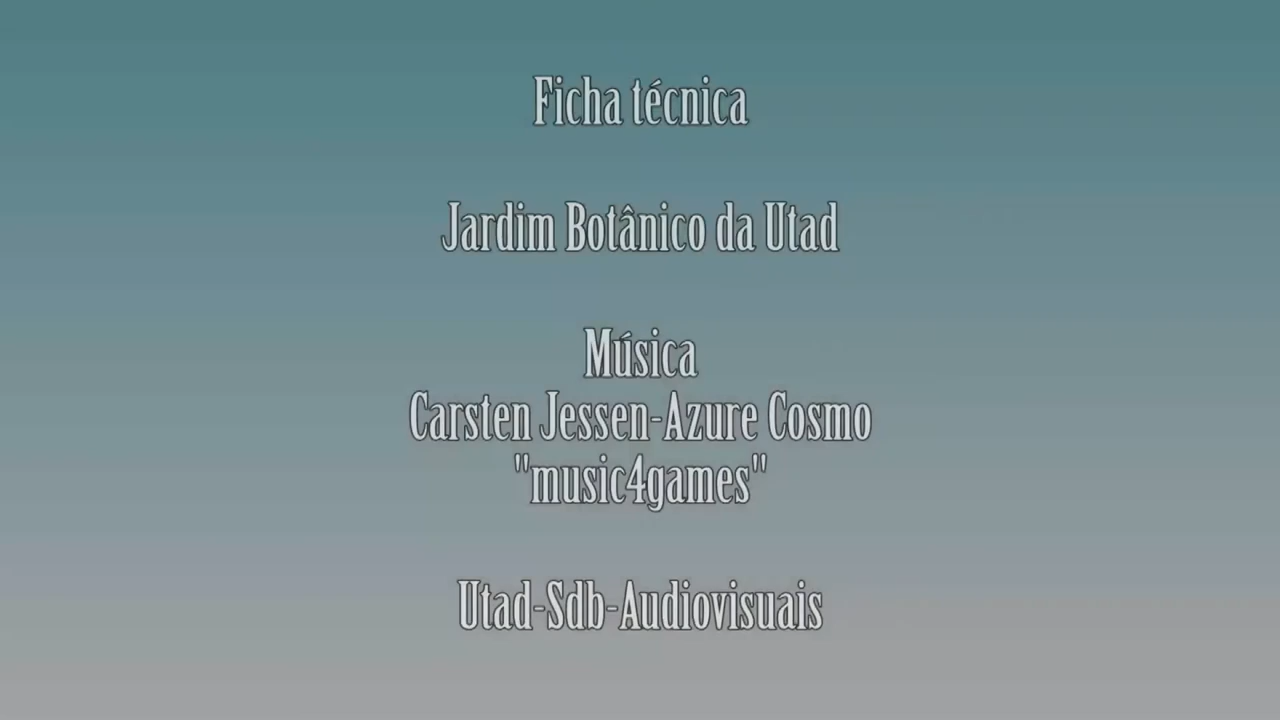 Ficha técnica
Jardim Botânico da Utad
Música
Carsten Jessen-Azure Cosmo
"music4games"
Utad-Sdb-Audiovisuais